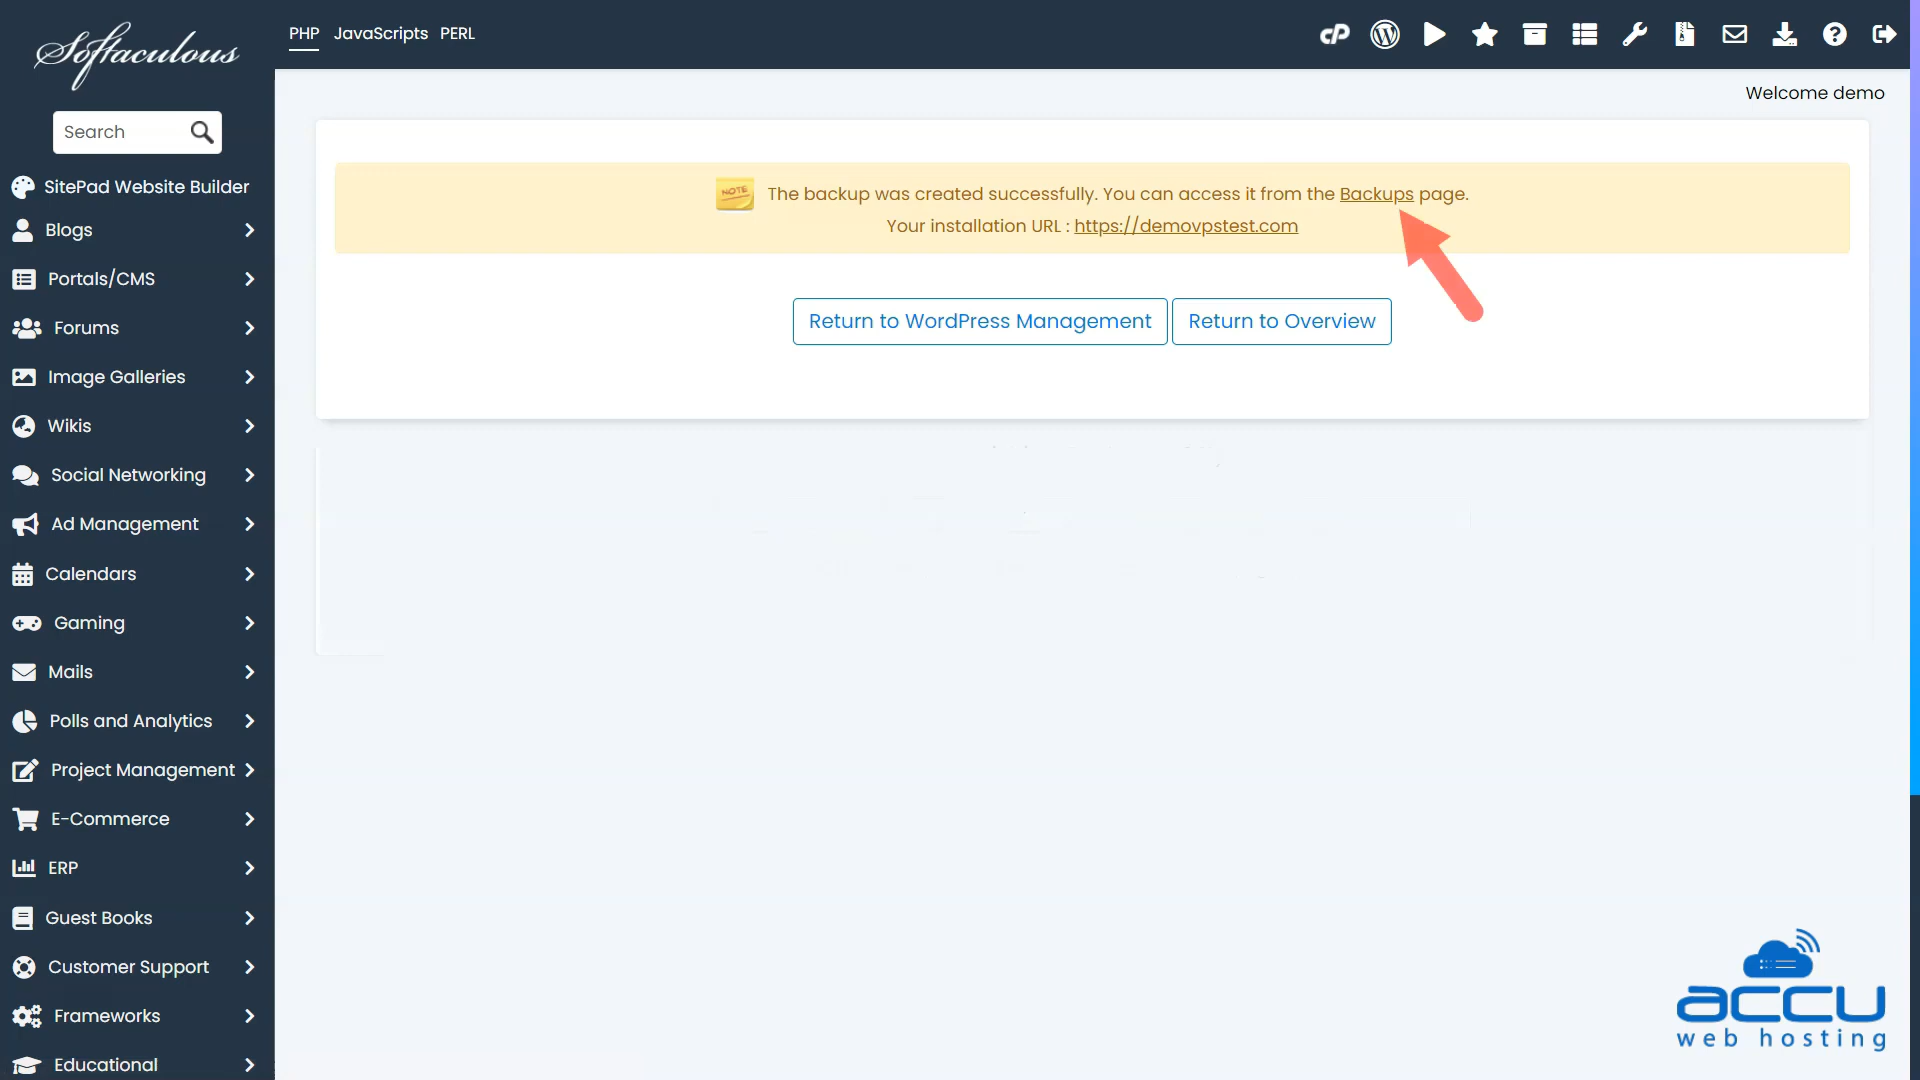 Softaculous
PHP JavaScripts PERL
cP
Welcome demo
Search
SitePad Website Builder
Blogs
Portals/CMS
Forums
Image Galleries
Wikis
Social Networking
Ad Management
Calendars
Gaming
Mails
Polls and Analytics
Project Management
E-Commerce
ERP
Guest Books
Customer Support
Frameworks
Educational
NOTE
The backup was created successfully. You can access it from the Backups page.
Your installation URL : https://demovpstest.com
Return to WordPress Management
Return to Overview
accu
web hosting